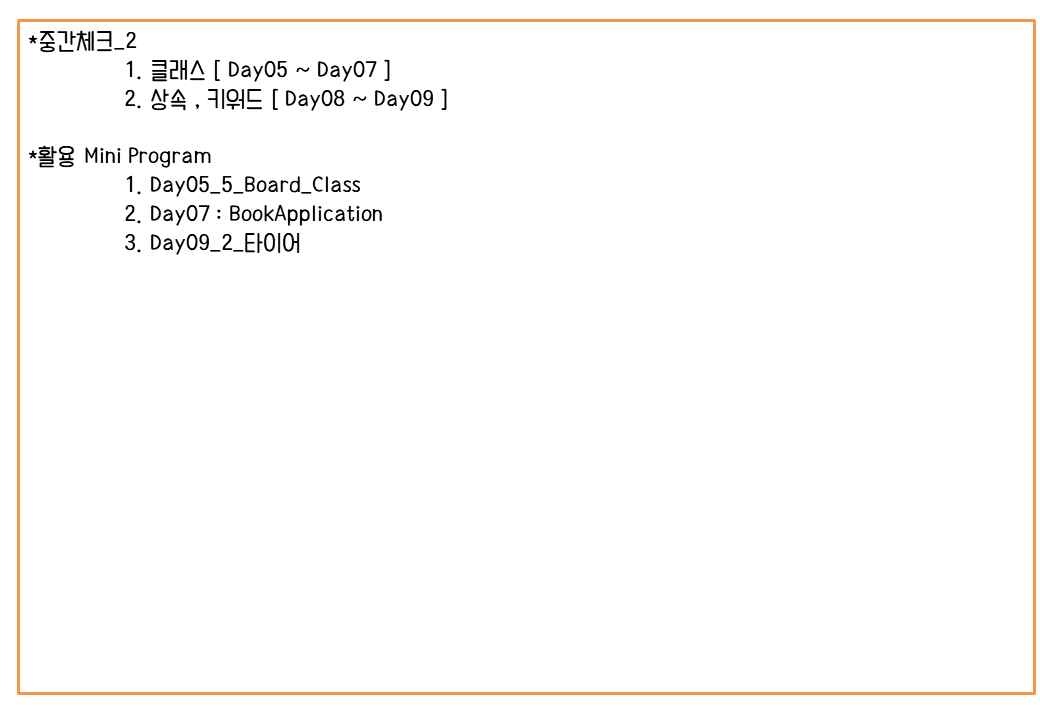 *중간체크_2
1. 클래스 [ Day05 ~ Day07 ]
2. 상속 , 키워드 [ Day08 ~ Day09 ]
*활용 Mini Program
1. Day05_5_Board_Class
2. Day07 : BookApplication
3. Day09_2_타이어